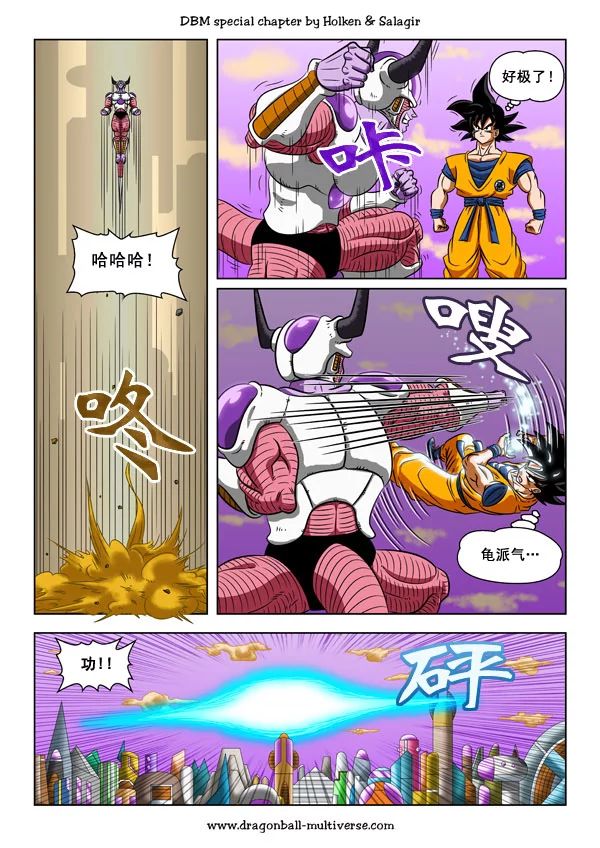 DBM special chapter by Holken & Salagir
哈哈哈!
咚
咔
好极了!
嗖
龟派气…
功!!
砰
www.dragonball-multiverse.com